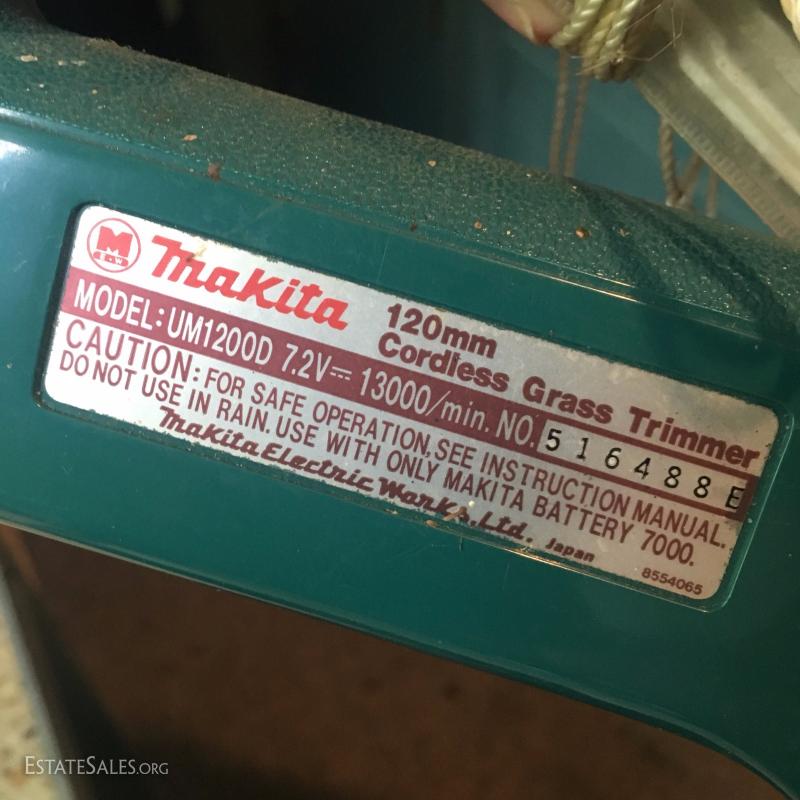 M
E.W
Makita 120mm
Cordless Grass Trimmer
MODEL: UM1200D 7.2V⎓ 13000/min. NO. 516488E
CAUTION: FOR SAFE OPERATION, SEE INSTRUCTION MANUAL.
DO NOT USE IN RAIN. USE WITH ONLY MAKITA BATTERY 7000.
Makita Electric Works, Ltd. Japan
8554065
ESTATESALES.ORG